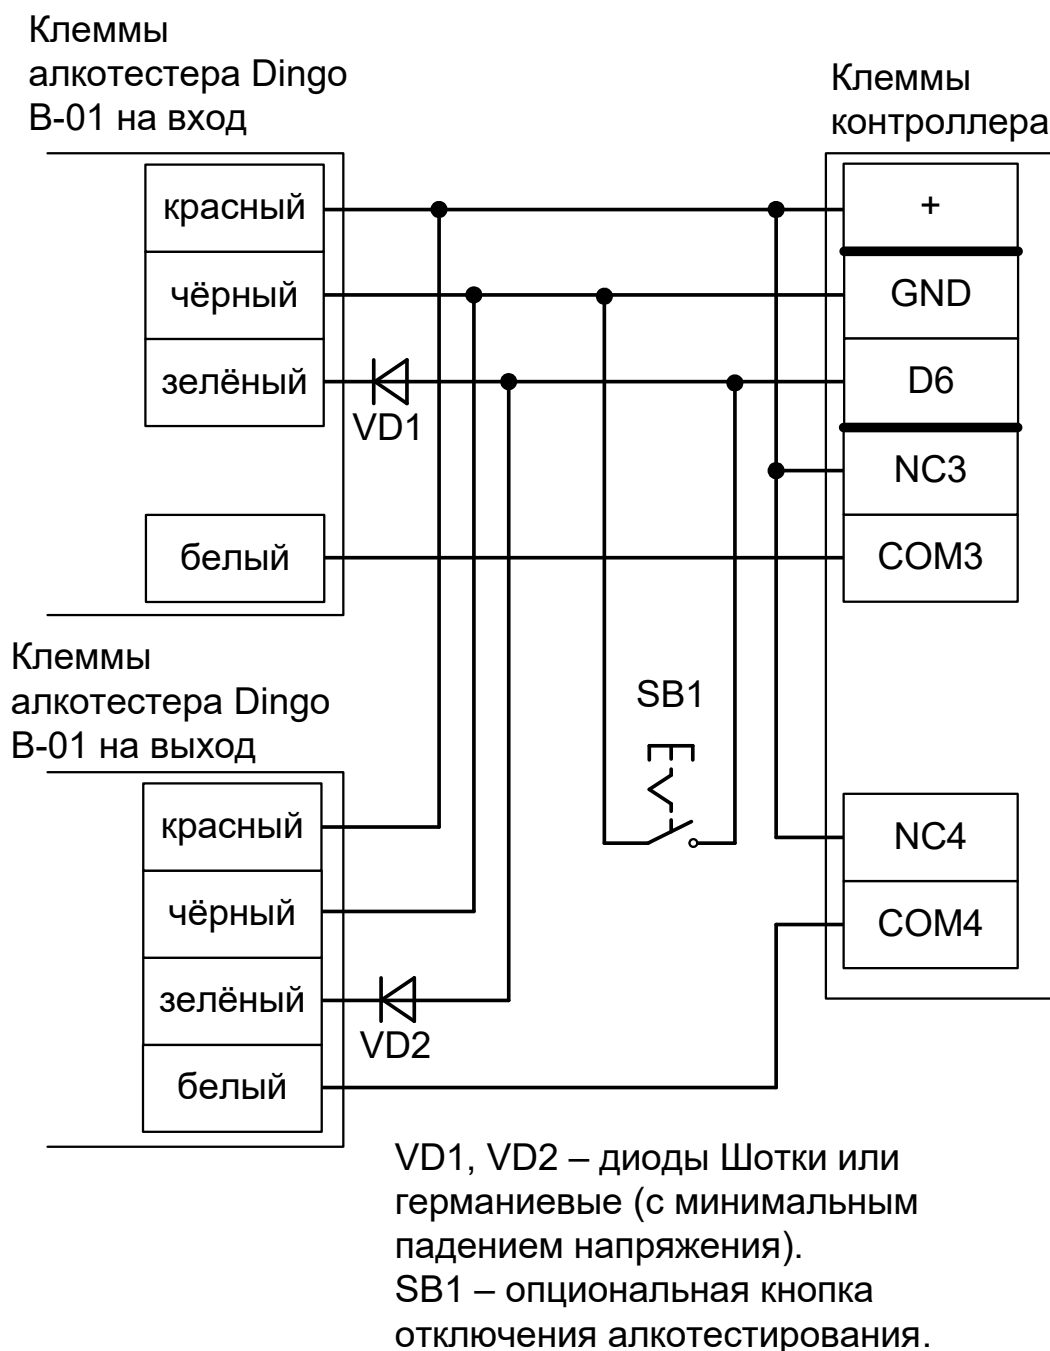 Клеммы
алкотестера Dingo
В-01 на вход
Клеммы
контроллера
красный
чёрный
зелёный
VD1
белый
+
GND
D6
NC3
COM3
Клеммы
алкотестера Dingo
В-01 на выход
SB1
красный
чёрный
зелёный
VD2
белый
NC4
COM4
VD1, VD2 – диоды Шотки или
германиевые (с минимальным
падением напряжения).
SB1 – опциональная кнопка
отключения алкотестирования.